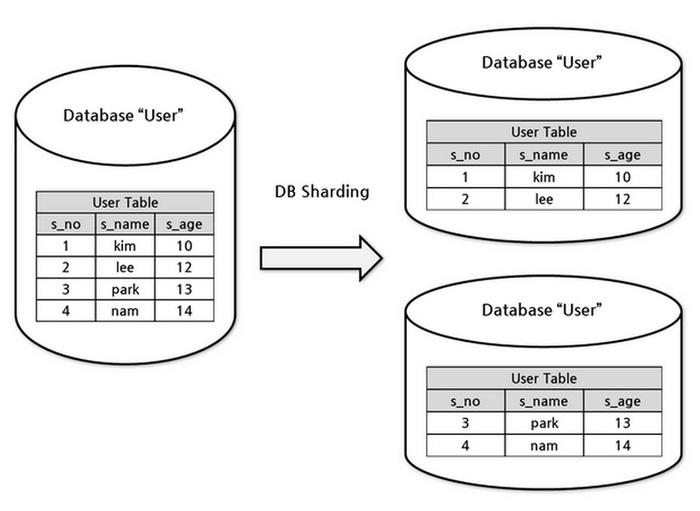 Database “User”
User Table
s_no s_name s_age
1 kim 10
2 lee 12
3 park 13
4 nam 14
DB Sharding
Database “User”
User Table
s_no s_name s_age
1 kim 10
2 lee 12
Database “User”
User Table
s_no s_name s_age
3 park 13
4 nam 14